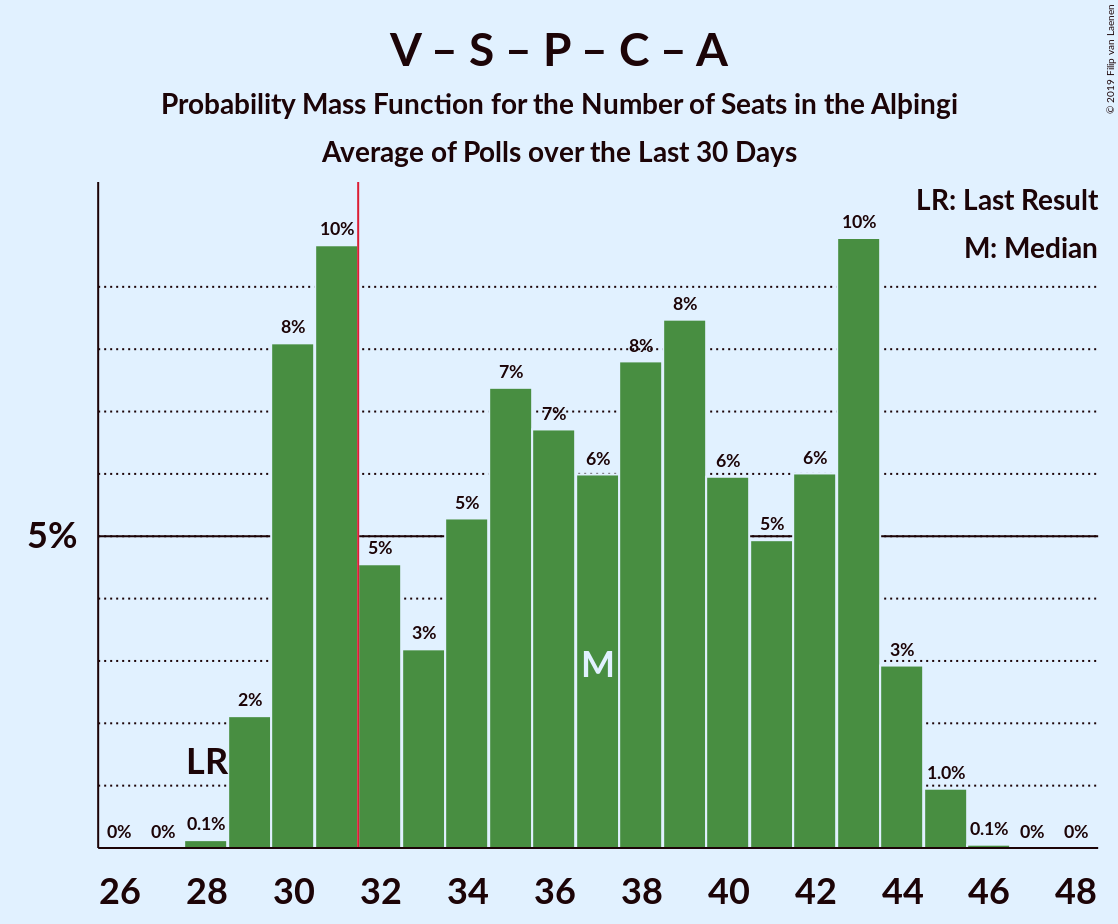 V – S – P – C – A
Probability Mass Function for the Number of Seats in the Alþingi
Average of Polls over the Last 30 Days
© 2019 Filip van Laenen
LR: Last Result
M: Median
5%
0% 0% 0.1% 2% 8% 10% 5% 3% 5% 7% 7% 6% 8% 8% 6% 5% 6% 10% 3% 1.0% 0.1% 0% 0%
LR
M
26 28 30 32 34 36 38 40 42 44 46 48